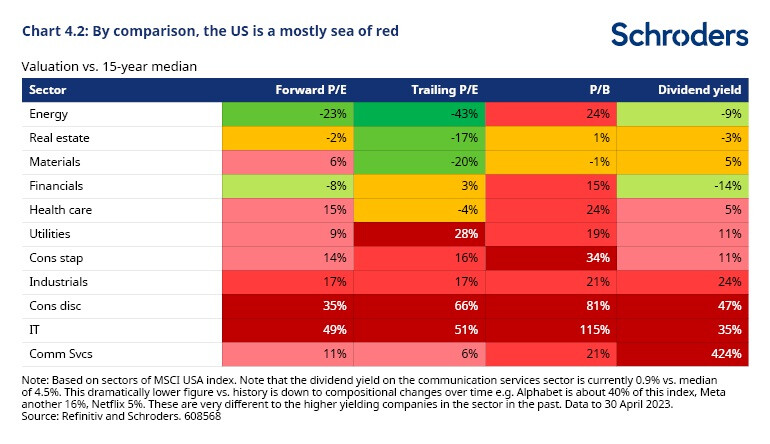 Chart 4.2: By comparison, the US is a mostly sea of red
Schroders
Valuation vs. 15-year median
Sector Forward P/E Trailing P/E P/B Dividend yield
Energy -23% -43% 24% -9%
Real estate -2% -17% 1% -3%
Materials 6% -20% -1% 5%
Financials -8% 3% 15% -14%
Health care 15% -4% 24% 5%
Utilities 9% 28% 19% 11%
Cons stap 14% 16% 34% 11%
Industrials 17% 17% 21% 24%
Cons disc 35% 66% 81% 47%
IT 49% 51% 115% 35%
Comm Svcs 11% 6% 21% 424%
Note: Based on sectors of MSCI USA index. Note that the dividend yield on the communication services sector is currently 0.9% vs. median
of 4.5%. This dramatically lower figure vs. history is down to compositional changes over time e.g. Alphabet is about 40% of this index, Meta
another 16%, Netflix 5%. These are very different to the higher yielding companies in the sector in the past. Data to 30 April 2023.
Source: Refinitiv and Schroders. 608568